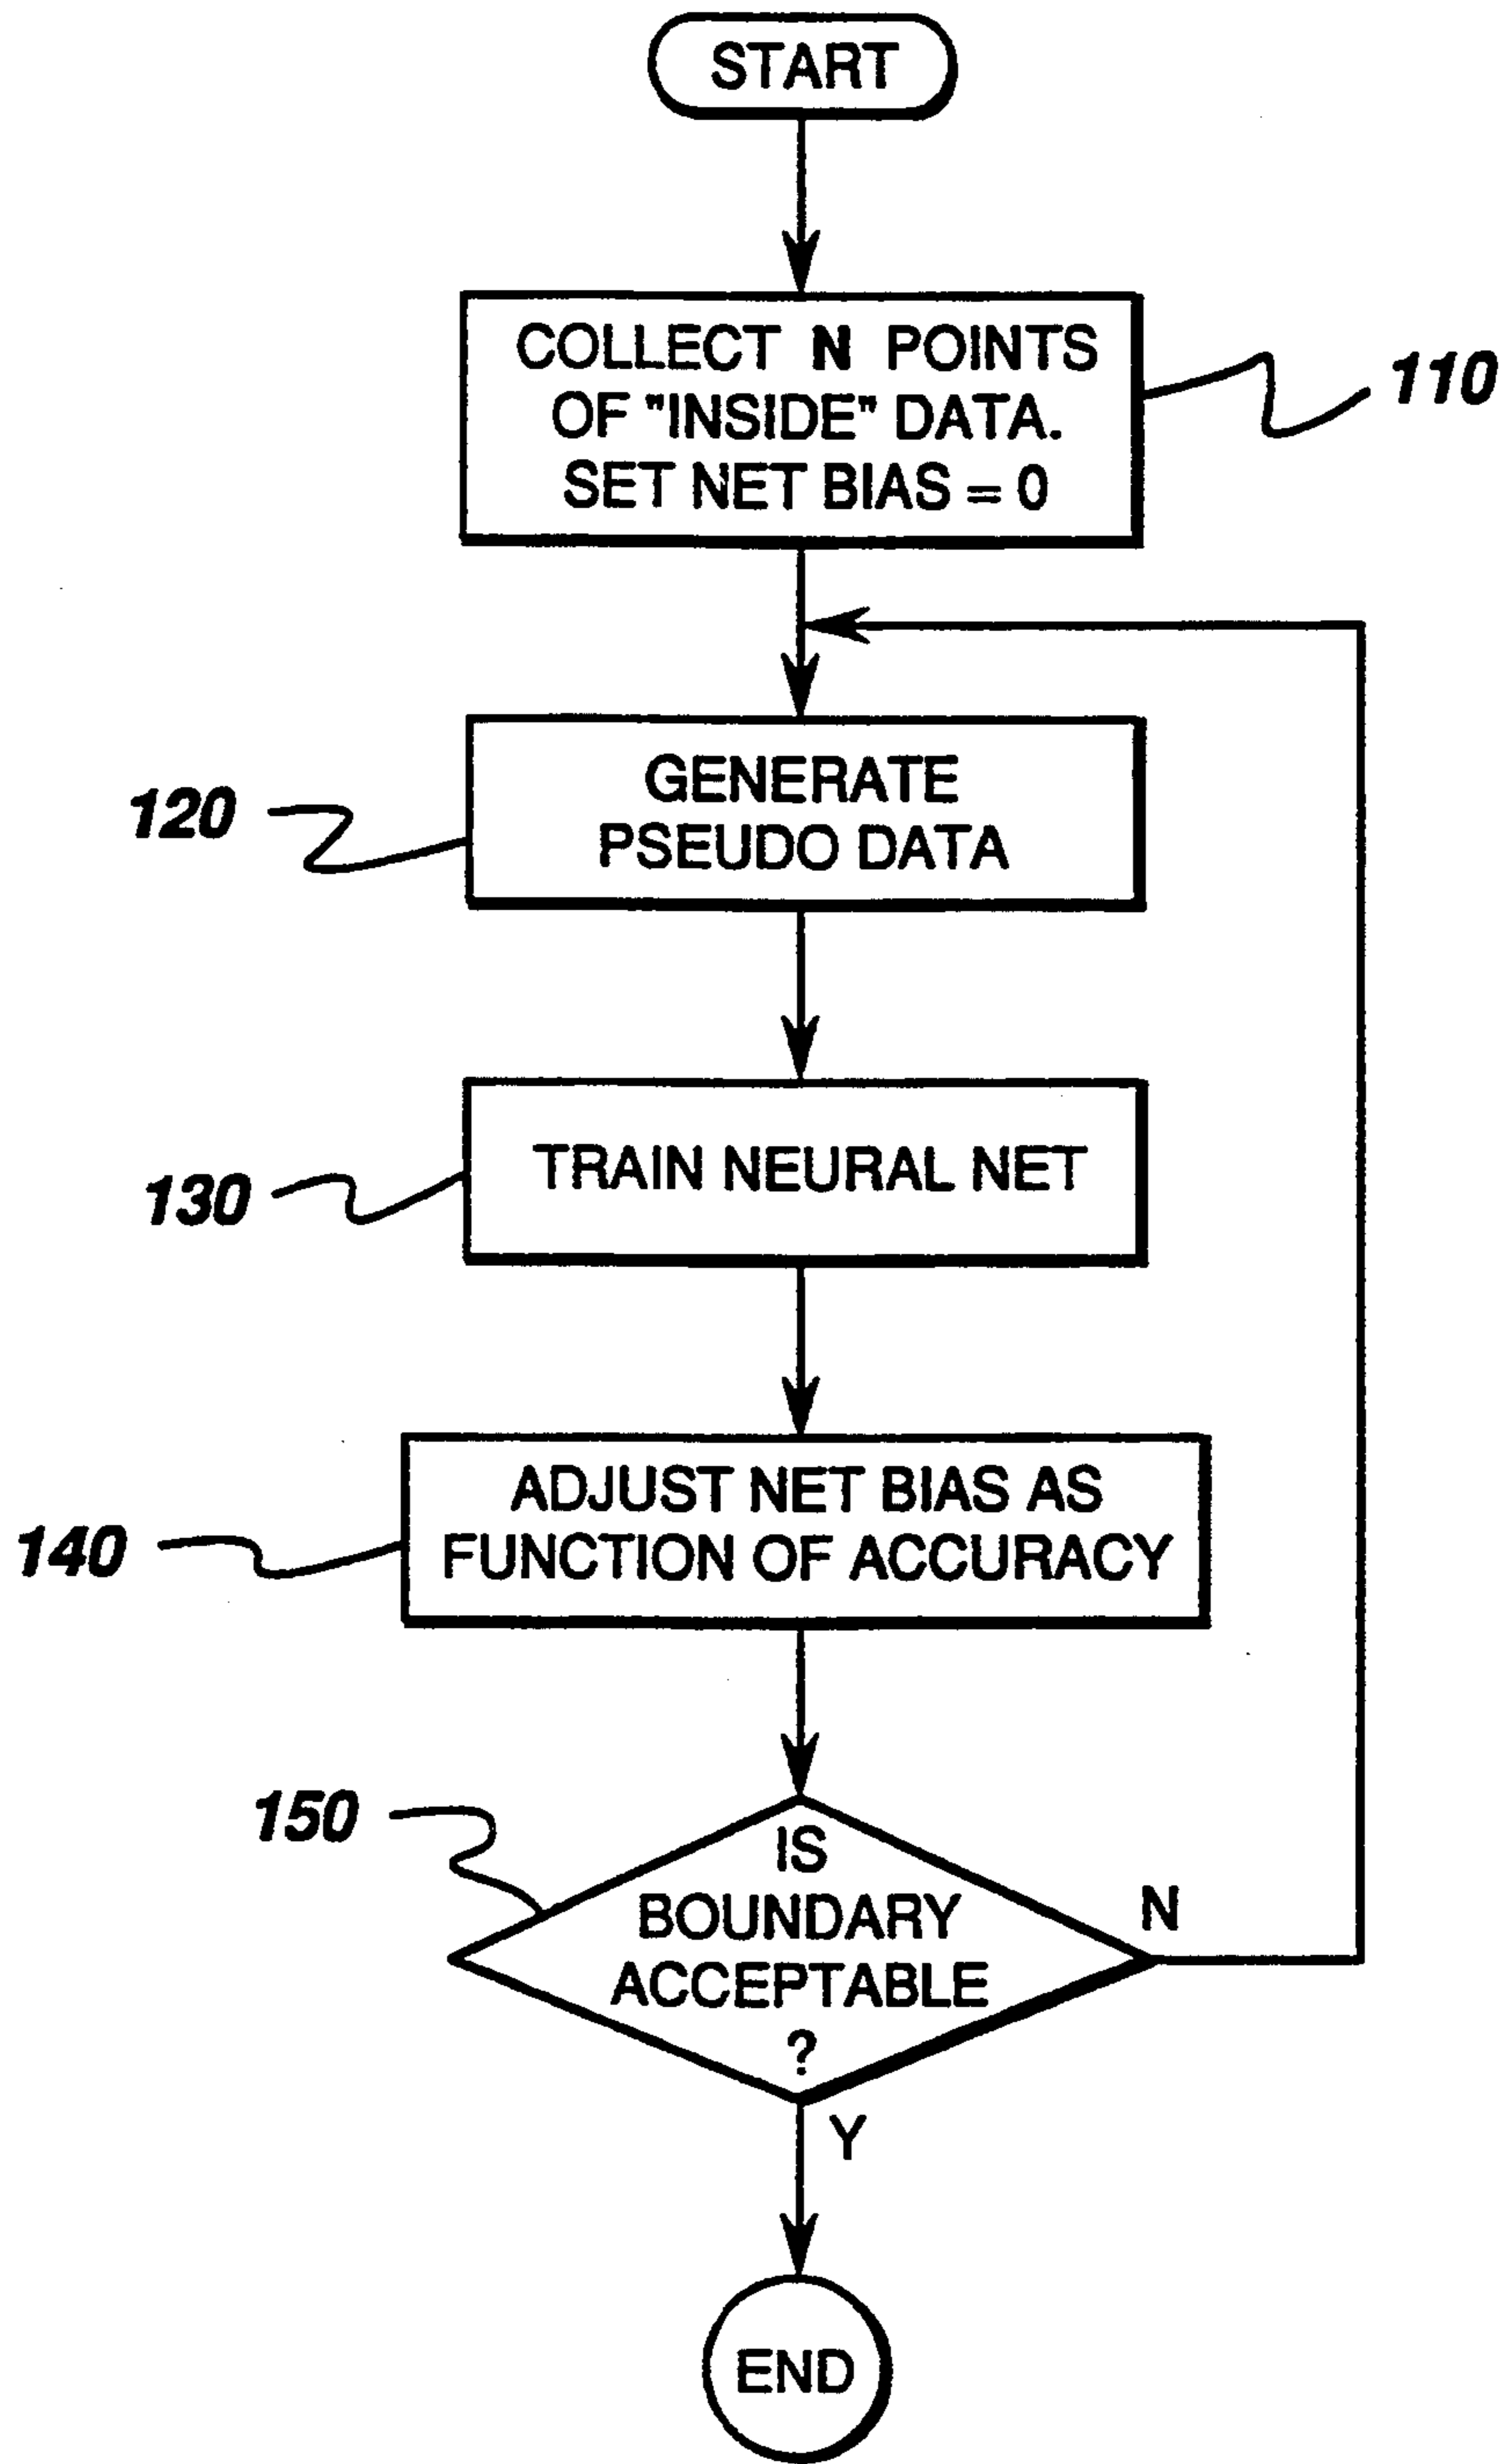 START
COLLECT N POINTS
OF "INSIDE" DATA.
SET NET BIAS = 0
110
GENERATE
PSEUDO DATA
120
TRAIN NEURAL NET
130
ADJUST NET BIAS AS
FUNCTION OF ACCURACY
140
150
IS
BOUNDARY
ACCEPTABLE
?
N
Y
END